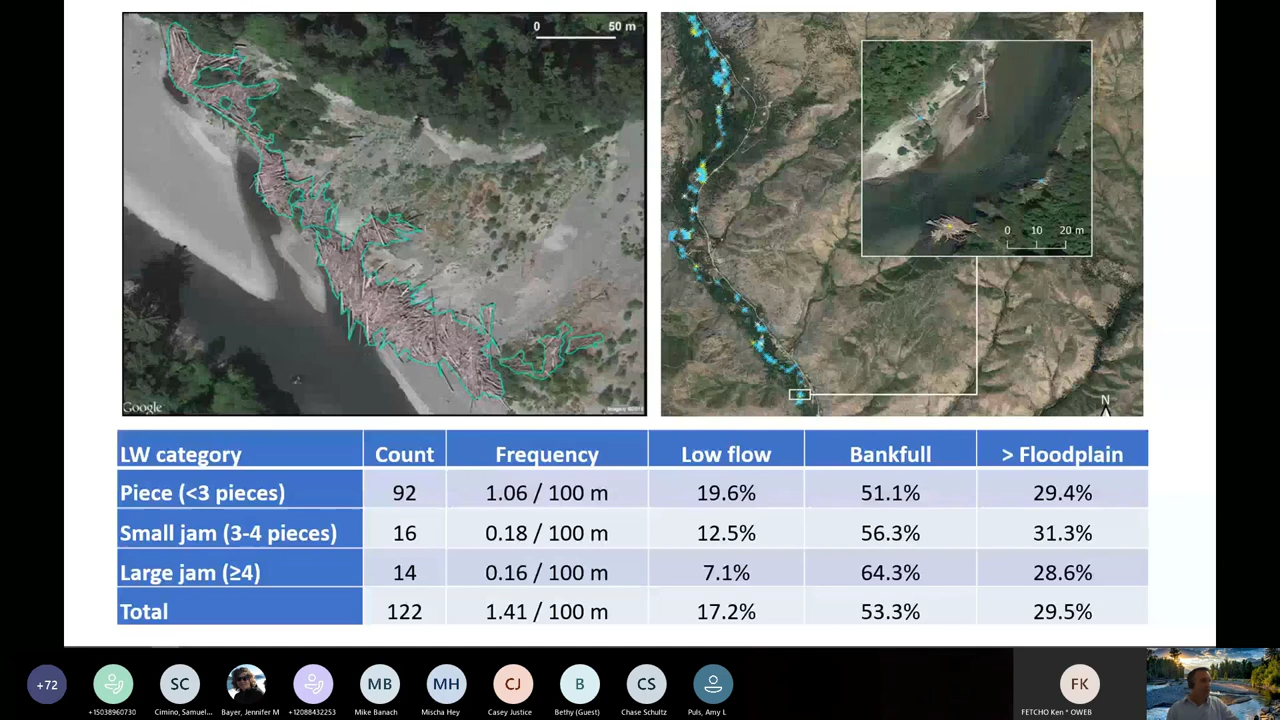 0 50 m
Google
0 10 20 m
N
LW category Count Frequency Low flow Bankfull > Floodplain
Piece (<3 pieces) 92 1.06 / 100 m 19.6% 51.1% 29.4%
Small jam (3-4 pieces) 16 0.18 / 100 m 12.5% 56.3% 31.3%
Large jam (≥4) 14 0.16 / 100 m 7.1% 64.3% 28.6%
Total 122 1.41 / 100 m 17.2% 53.3% 29.5%
+72 SC MB MH CJ B CS FK
+15038960730 Cimino, Samuel... Bayer, Jennifer M +12088432253 Mike Banach Mischa Hey Casey Justice Bethy (Guest) Chase Schultz Puls, Amy L FETCHO Ken * OWEB